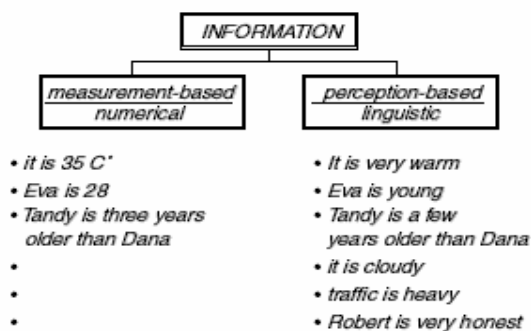 INFORMATION
measurement-based
numerical
• it is 35 C°
• Eva is 28
• Tandy is three years
older than Dana
•
•
•
perception-based
linguistic
• It is very warm
• Eva is young
• Tandy is a few
years older than Dana
• it is cloudy
• traffic is heavy
• Robert is very honest